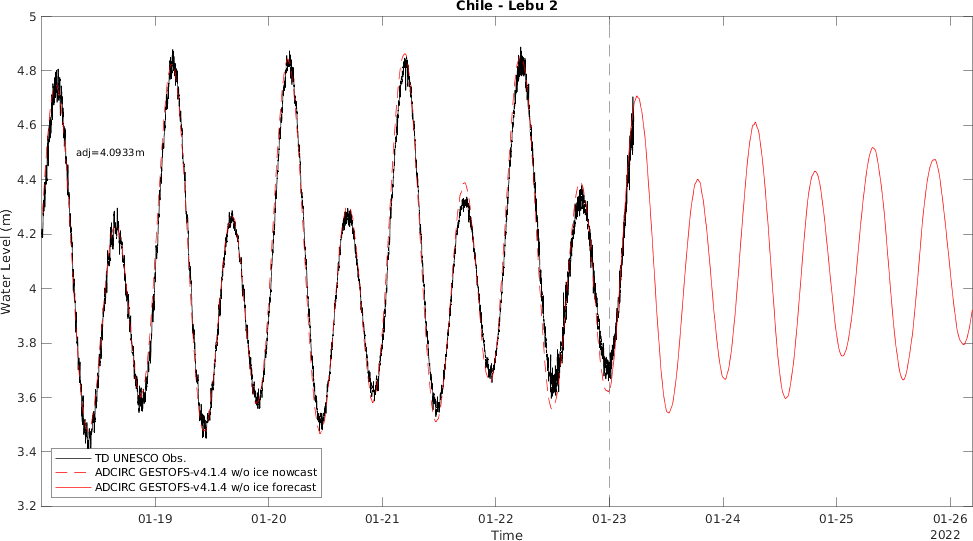 Chile - Lebu 2
5
4.8
4.6
4.4
4.2
4
3.8
3.6
3.4
3.2
Water Level (m)
adj=4.0933m
TD UNESCO Obs.
ADCIRC GESTOFS-v4.1.4 w/o ice nowcast
ADCIRC GESTOFS-v4.1.4 w/o ice forecast
01-19 01-20 01-21 01-22 01-23 01-24 01-25 01-26
2022
Time